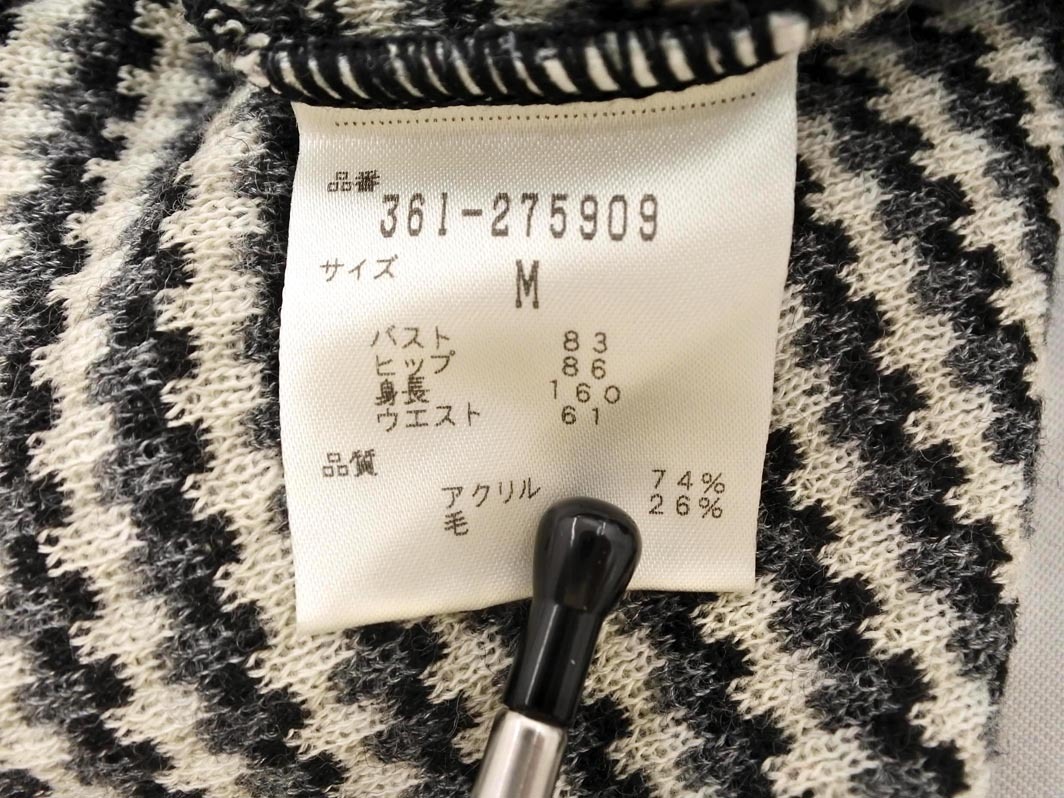 品番
361-275909
サイズ
M
バスト 83
ヒップ 86
身長 160
ウエスト 61
品質
アクリル 74%
毛 26%